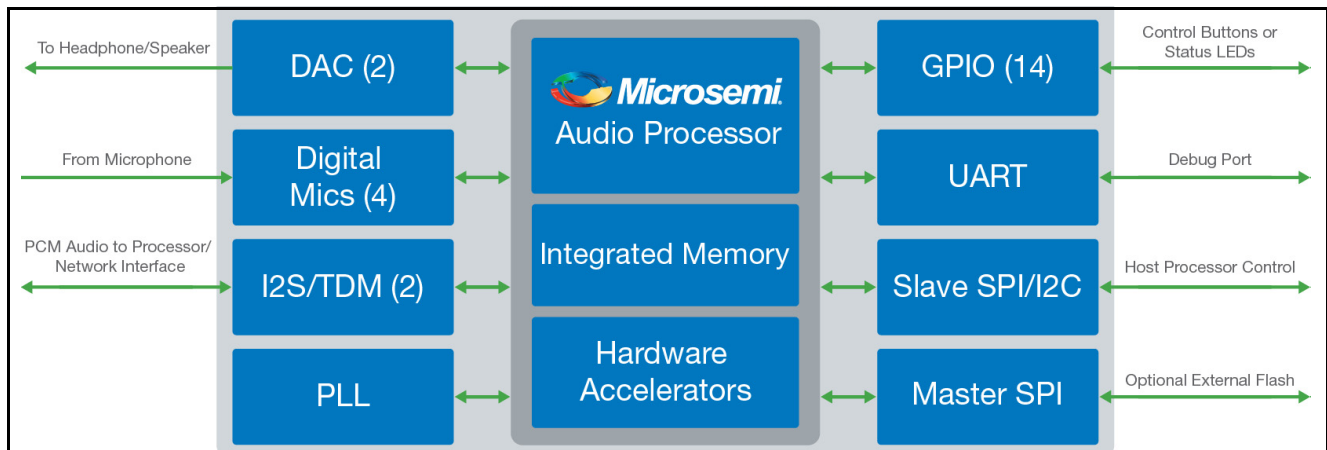 To Headphone/Speaker
DAC (2)
From Microphone
Digital
Mics (4)
PCM Audio to Processor/
Network Interface
I2S/TDM (2)
PLL
Microsemi.
Audio Processor
Integrated Memory
Hardware
Accelerators
GPIO (14)
Control Buttons or
Status LEDs
UART
Debug Port
Slave SPI/I2C
Host Processor Control
Master SPI
Optional External Flash